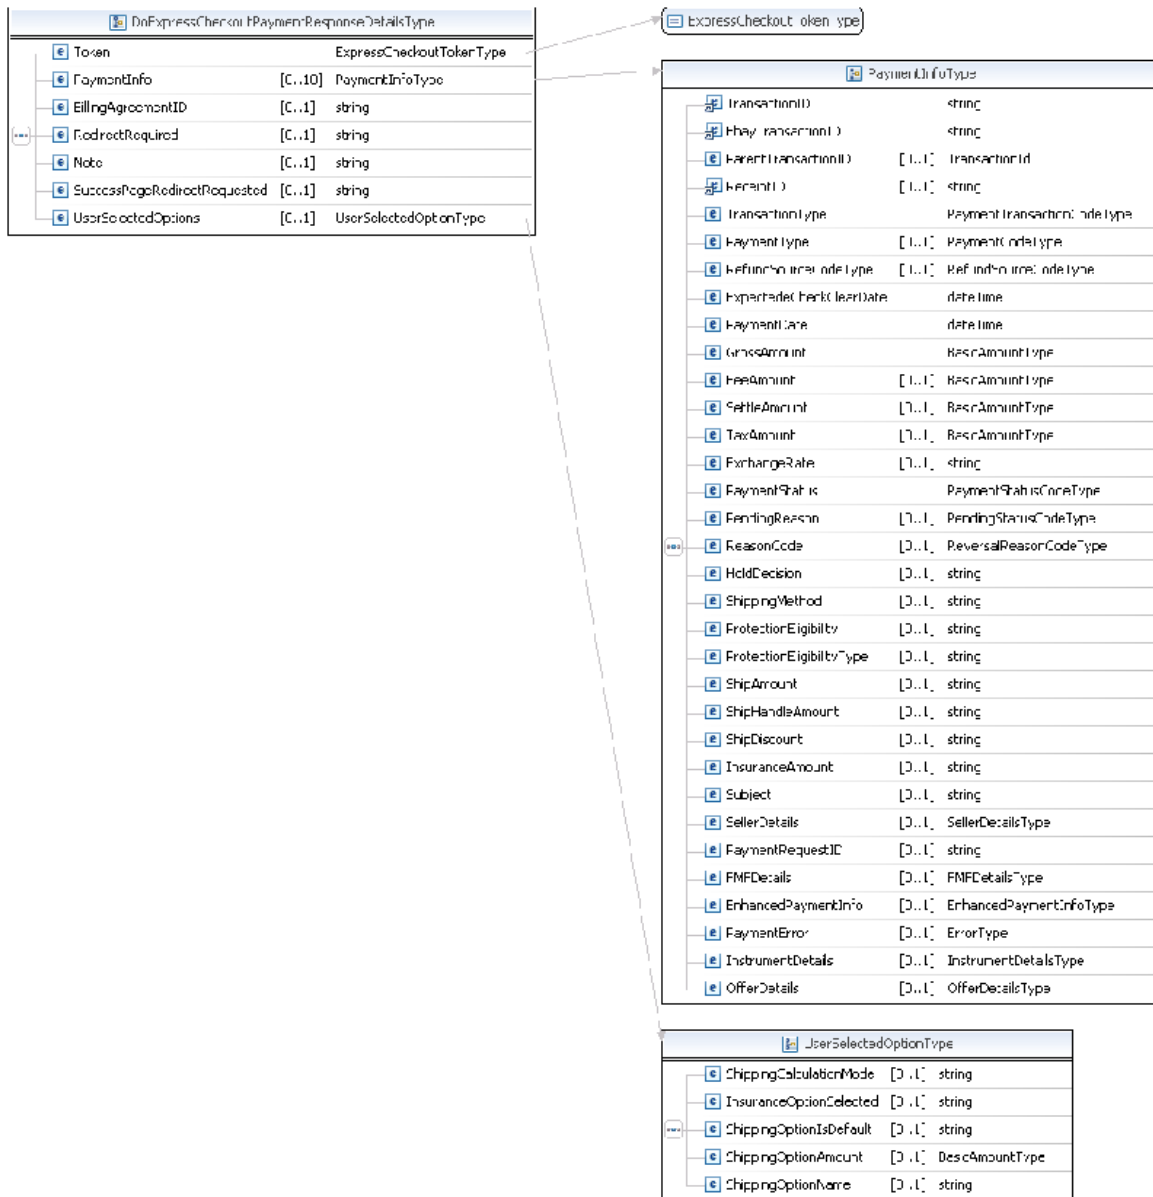 DoExpressCheckoutPaymentResponseDetailsType
Token ExpressCheckoutTokenType
PaymentInfo [0..10] PaymentInfoType
BillingAgreementID [0..1] string
RedirectRequired [0..1] string
Note [0..1] string
SuccessPageRedirectRequested [0..1] string
UserSelectedOptions [0..1] UserSelectedOptionType
ExpressCheckoutTokenType
PaymentInfoType
TransactionID string
EbayTransactionID string
ParentTransactionID [0..1] TransactionId
ReceiptID [0..1] string
TransactionType PaymentTransactionCodeType
PaymentType [0..1] PaymentCodeType
RefundSourceCodeType [0..1] RefundSourceCodeType
ExpectedeCheckClearDate dateTime
PaymentDate dateTime
GrossAmount BasicAmountType
FeeAmount [0..1] BasicAmountType
SettleAmount [0..1] BasicAmountType
TaxAmount [0..1] BasicAmountType
ExchangeRate [0..1] string
PaymentStatus PaymentStatusCodeType
PendingReason [0..1] PendingStatusCodeType
ReasonCode [0..1] ReversalReasonCodeType
HoldDecision [0..1] string
ShippingMethod [0..1] string
ProtectionEligibility [0..1] string
ProtectionEligibilityType [0..1] string
ShipAmount [0..1] string
ShipHandleAmount [0..1] string
ShipDiscount [0..1] string
InsuranceAmount [0..1] string
Subject [0..1] string
SellerDetails [0..1] SellerDetailsType
PaymentRequestID [0..1] string
FMFDetails [0..1] FMFDetailsType
EnhancedPaymentInfo [0..1] EnhancedPaymentInfoType
PaymentError [0..1] ErrorType
InstrumentDetails [0..1] InstrumentDetailsType
OfferDetails [0..1] OfferDetailsType
UserSelectedOptionType
ShippingCalculationMode [0..1] string
InsuranceOptionSelected [0..1] string
ShippingOptionIsDefault [0..1] string
ShippingOptionAmount [0..1] BasicAmountType
ShippingOptionName [0..1] string